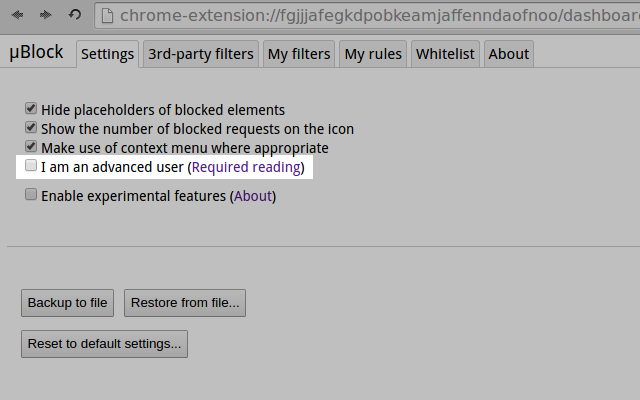 chrome-extension://fgjjjafegkdpobkeamjaffenndaofnoo/dashboar
µBlock Settings 3rd-party filters My filters My rules Whitelist About
Hide placeholders of blocked elements
Show the number of blocked requests on the icon
Make use of context menu where appropriate
I am an advanced user (Required reading)
Enable experimental features (About)
Backup to file Restore from file...
Reset to default settings...